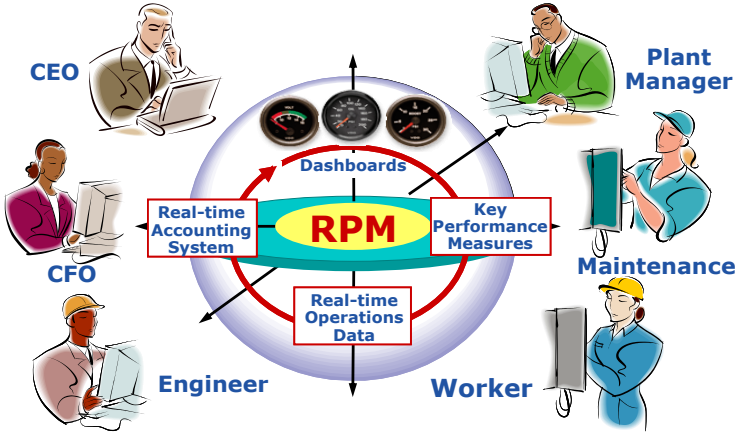 CEO
Plant
Manager
Dashboards
Real-time
Accounting
System
RPM
Key
Performance
Measures
CFO
Maintenance
Real-time
Operations
Data
Engineer
Worker